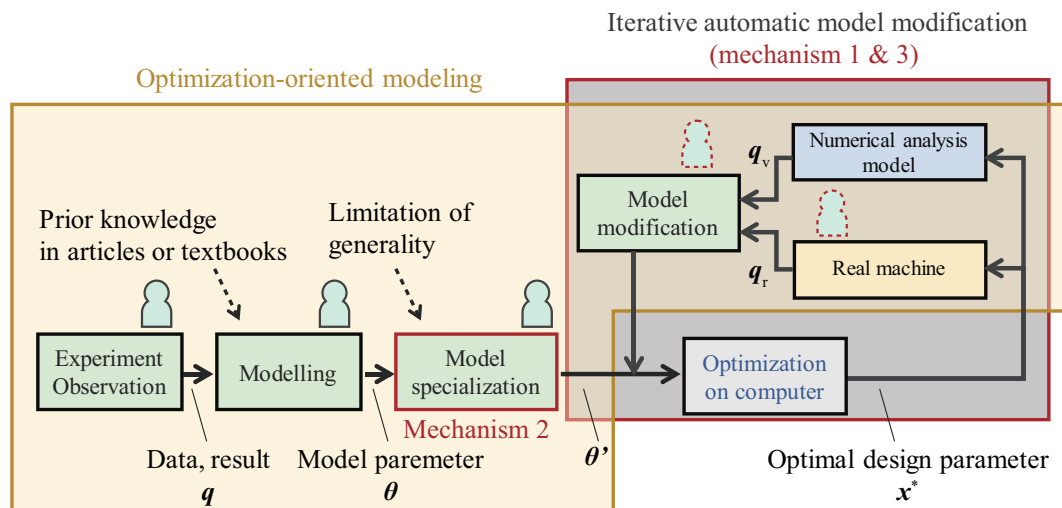 Iterative automatic model modification
(mechanism 1 & 3)
Optimization-oriented modeling
Numerical analysis
model
q_v
Model
modification
Real machine
q_r
Prior knowledge
in articles or textbooks
Limitation of
generality
Experiment
Observation
Modelling
Model
specialization
Optimization
on computer
Mechanism 2
Data, result
q
Model paremeter
θ
θ’
Optimal design parameter
x*